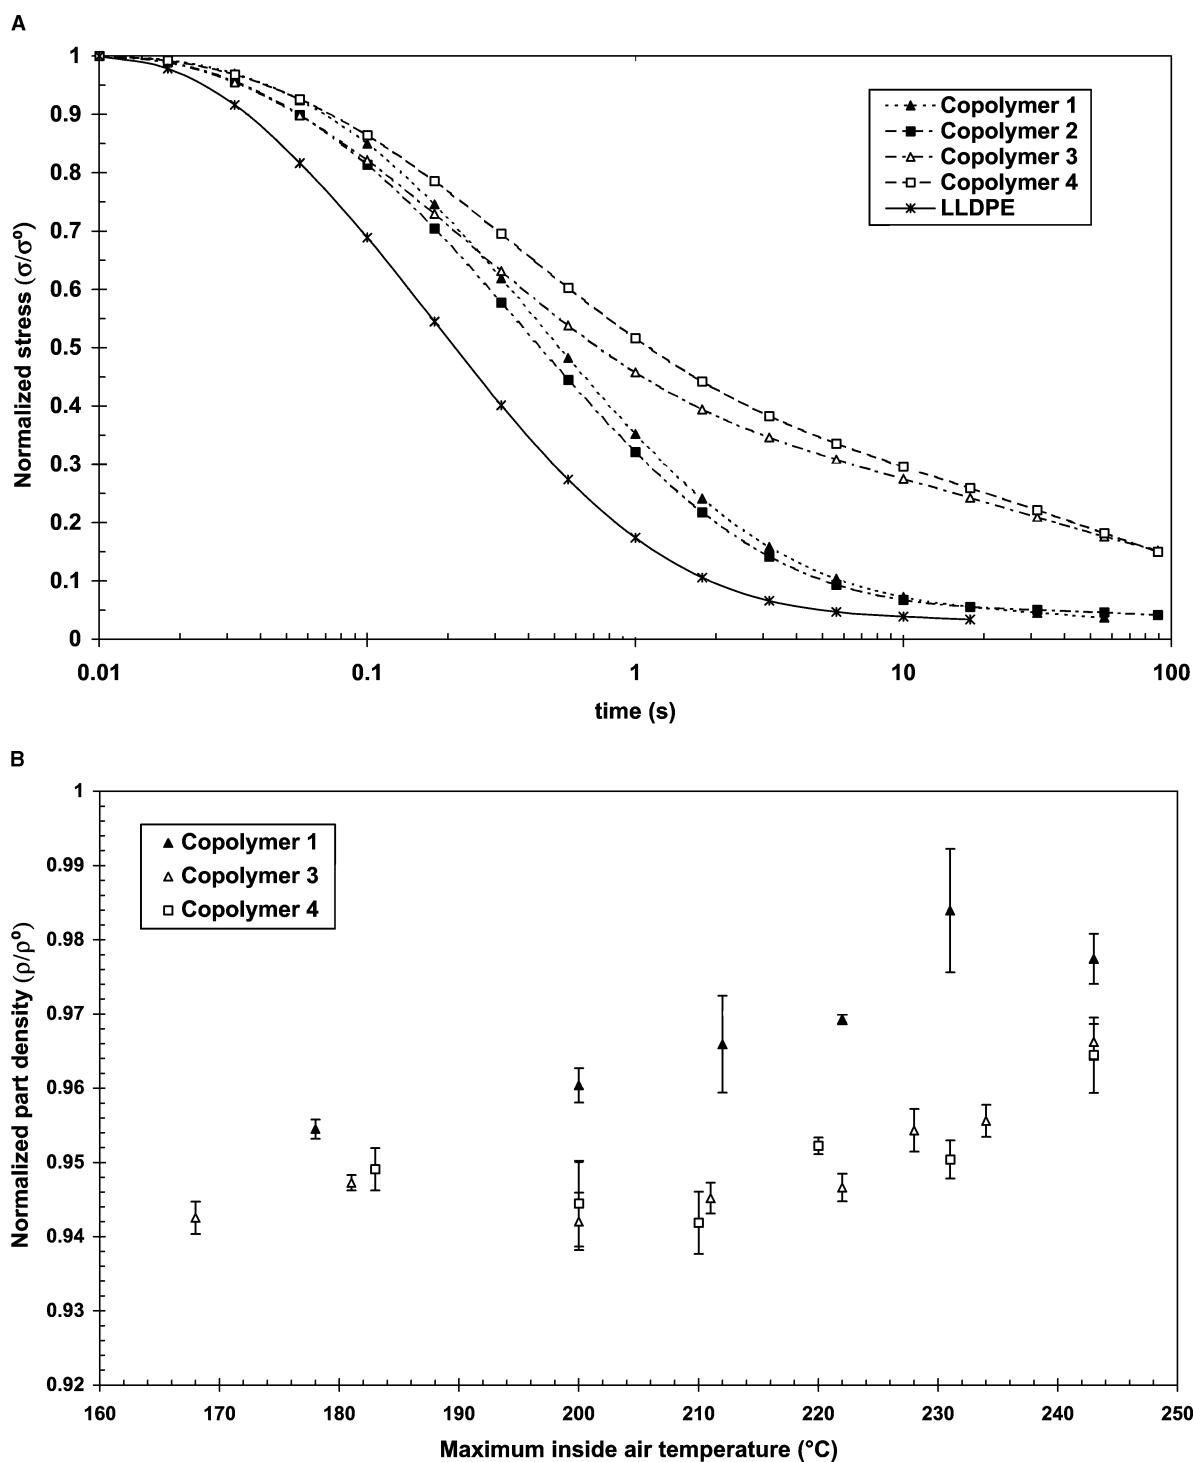 A
1
0.9
0.8
0.7
0.6
0.5
0.4
0.3
0.2
0.1
0
Normalized stress (σ/σº)
Copolymer 1
Copolymer 2
Copolymer 3
Copolymer 4
LLDPE
0.01 0.1 1 10 100
time (s)
B
1
0.99
0.98
0.97
0.96
0.95
0.94
0.93
0.92
Normalized part density (ρ/ρº)
Copolymer 1
Copolymer 3
Copolymer 4
160 170 180 190 200 210 220 230 240 250
Maximum inside air temperature (°C)